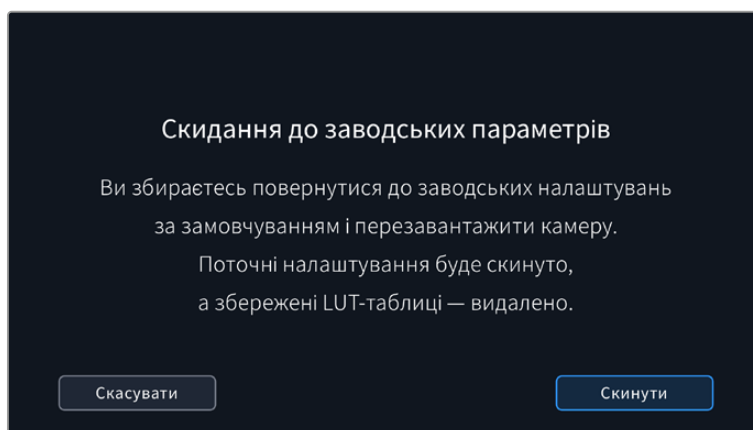 Скидання до заводських параметрів
Ви збираєтесь повернутися до заводських налаштувань
за замовчуванням і перезавантажити камеру.
Поточні налаштування буде скинуто,
а збережені LUT-таблиці — видалено.
Скасувати
Скинути